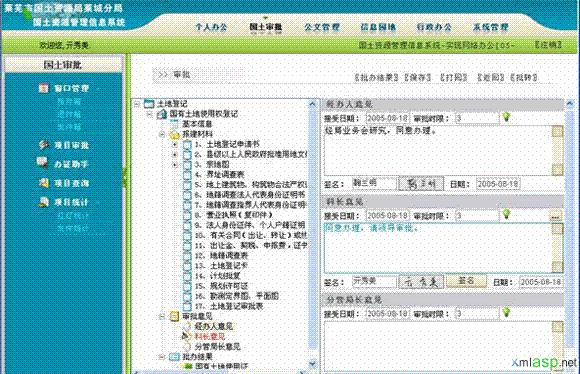 莱芜市国土资源局莱城分局
国土资源管理信息系统
个人办公 国土审批 公文管理 信息园地 行政办公 系统管理
欢迎您, 亓秀美
国土资源管理信息系统-实现网络办公[05-
【注销】
国土审批
窗口管理
项目审批
办证助手
项目查询
项目统计
>> 审批
【批办结果】 【保存】 【打回】 【返回】 【批转】
土地登记
国有土地使用权登记
基本信息
报建材料
1、土地登记申请书
2、县级以上人民政府批准用地文件
3、宗地图
4、界址调查表
5、地上建筑物、构筑物合法产权证
6、地籍调查法人代表身份证明书
7、地籍调查指界人代表身份证明书
8、营业执照（复印件）
9、法人身份证件、个人户籍证明
10、有关合同（出让、转让）或地
11、出让金、契税、申报费，证书
12、地籍调查表
13、土地登记卡
14、计划批复
15、规划许可证
16、勘测定界图、平面图
17、土地登记审批表
审批意见
经办人意见
科长意见
分管局长意见
批办结果
国有土地使用证
经办人意见
接受日期: 2005-08-18 审批时限: 3
经局业务会研究，同意办理。
签名: 鞠三明 日期: 2005-08-18
科长意见
接受日期: 2005-08-18 审批时限: 3 ...
同意办理，请领导审批。
签名: 亓秀美 亓秀美 签名 日期: 2005-08-18
分管局长意见
接受日期: 2005-08-18 审批时限: 3
xmlasp.net